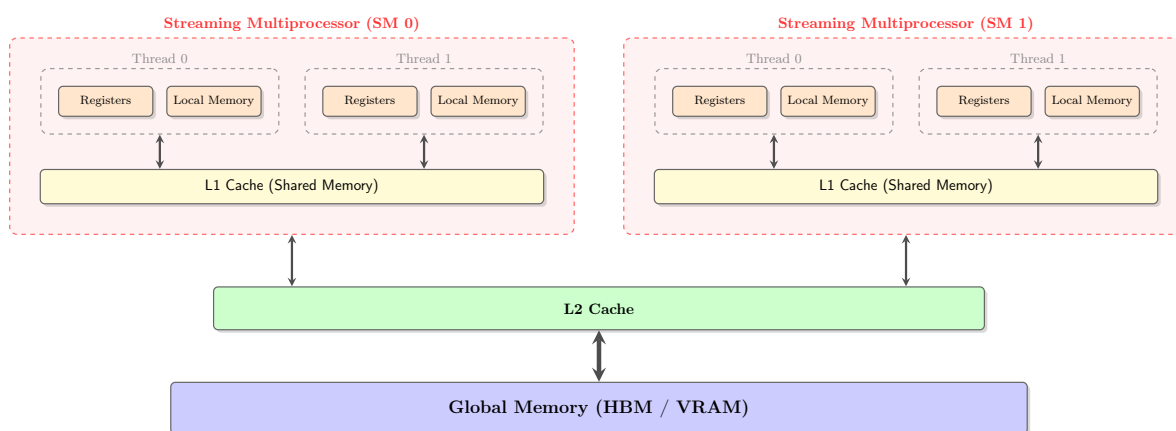 Streaming Multiprocessor (SM 0)
Streaming Multiprocessor (SM 1)
Thread 0
Thread 1
Thread 0
Thread 1
Registers
Local Memory
Registers
Local Memory
Registers
Local Memory
Registers
Local Memory
L1 Cache (Shared Memory)
L1 Cache (Shared Memory)
L2 Cache
Global Memory (HBM / VRAM)